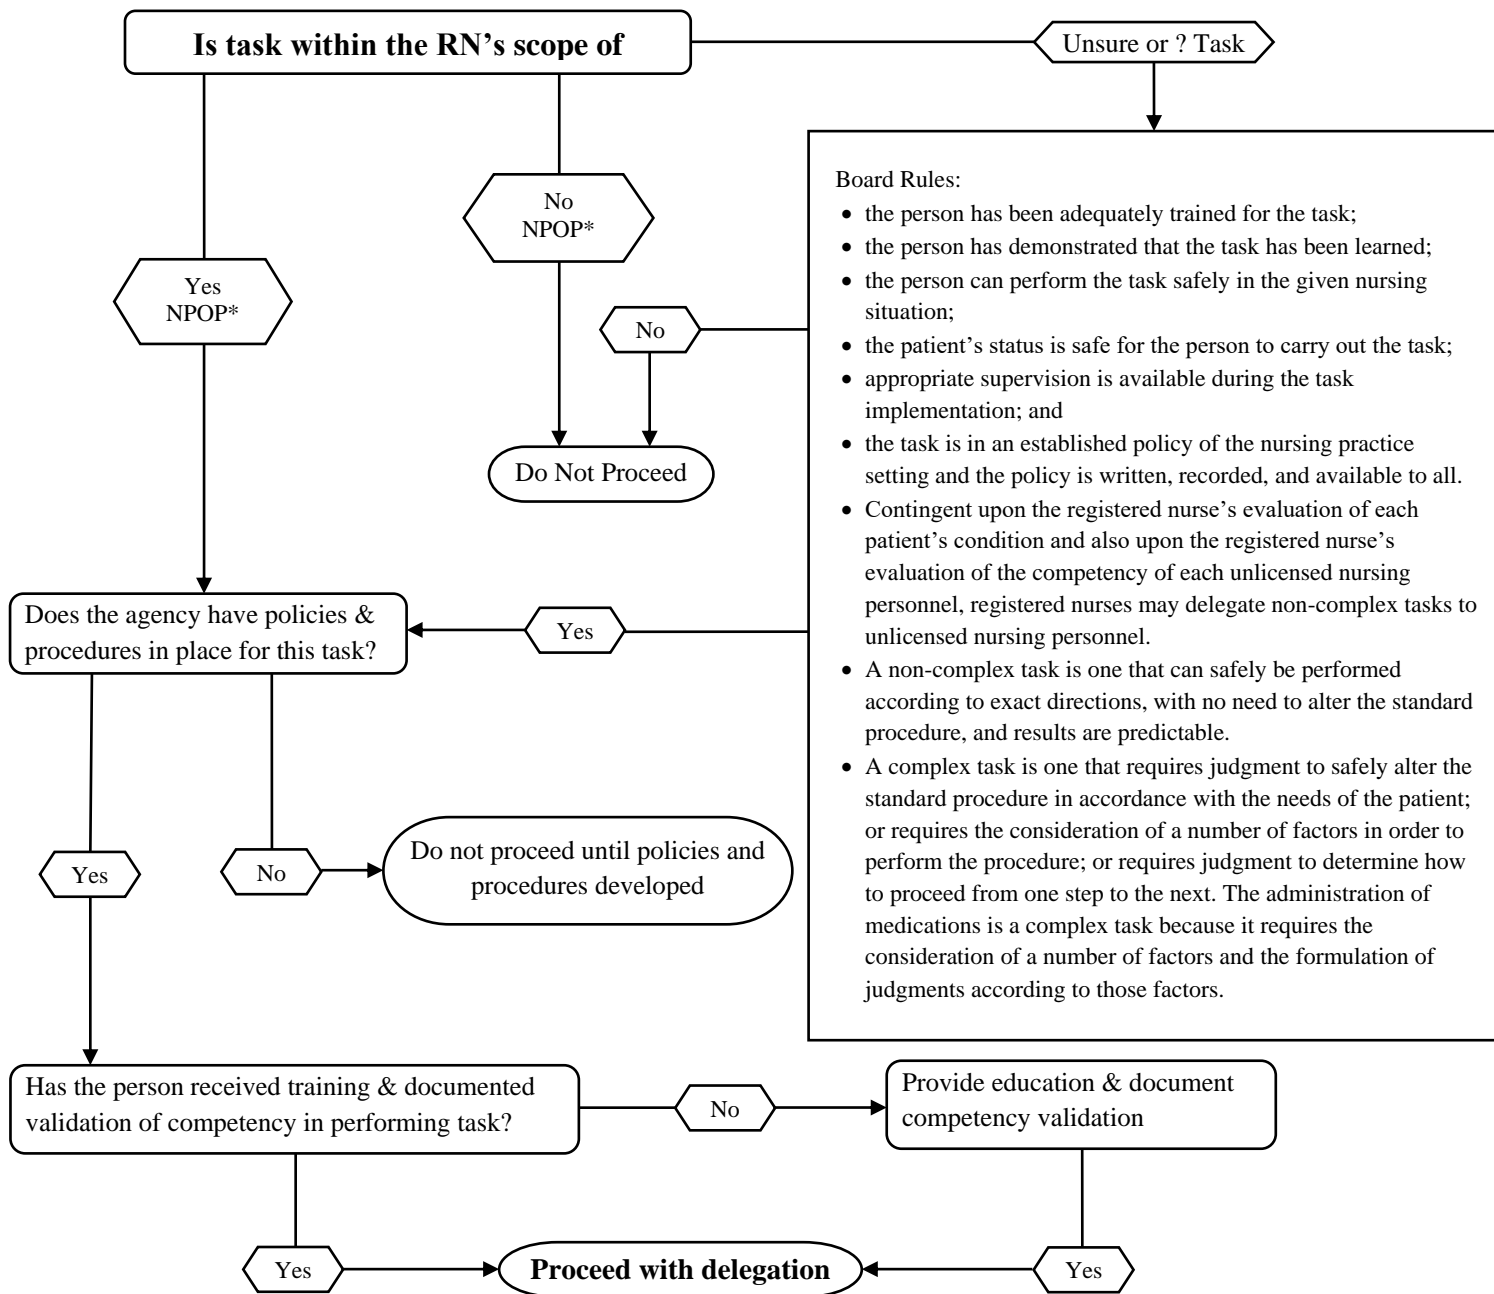 Is task within the RN’s scope of
Unsure or ? Task
No
NPOP*
Yes
NPOP*
Board Rules:
• the person has been adequately trained for the task;
• the person has demonstrated that the task has been learned;
• the person can perform the task safely in the given nursing
situation;
• the patient’s status is safe for the person to carry out the task;
• appropriate supervision is available during the task
implementation; and
• the task is in an established policy of the nursing practice
setting and the policy is written, recorded, and available to all.
• Contingent upon the registered nurse’s evaluation of each
patient’s condition and also upon the registered nurse’s
evaluation of the competency of each unlicensed nursing
personnel, registered nurses may delegate non-complex tasks to
unlicensed nursing personnel.
• A non-complex task is one that can safely be performed
according to exact directions, with no need to alter the standard
procedure, and results are predictable.
• A complex task is one that requires judgment to safely alter the
standard procedure in accordance with the needs of the patient;
or requires the consideration of a number of factors in order to
perform the procedure; or requires judgment to determine how
to proceed from one step to the next. The administration of
medications is a complex task because it requires the
consideration of a number of factors and the formulation of
judgments according to those factors.
No
Do Not Proceed
Does the agency have policies &
procedures in place for this task?
Yes
Yes
No
Do not proceed until policies and
procedures developed
Has the person received training & documented
validation of competency in performing task?
No
Provide education & document
competency validation
Yes
Proceed with delegation
Yes